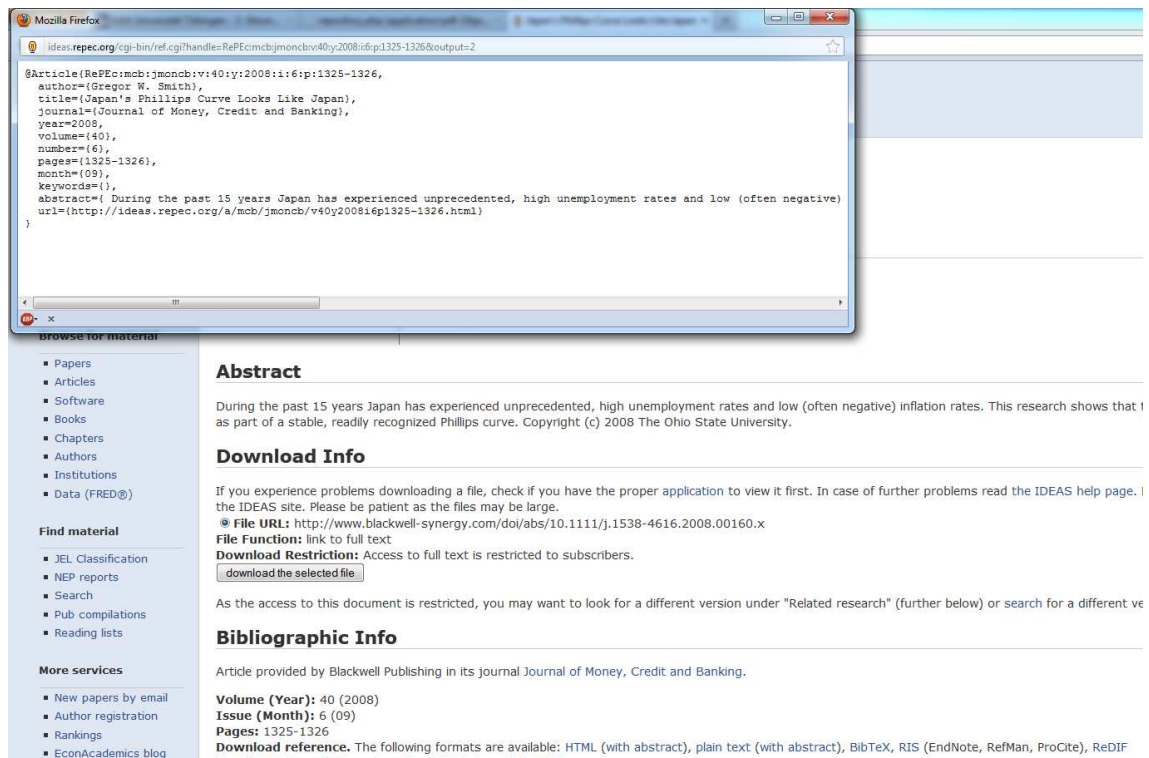 Mozilla Firefox
ideas.repec.org/cgi-bin/ref.cgi?handle=RePEc:mcb:jmoncb:v:40:y:2008:i:6:p:1325-1326&output=2
@Article{RePEc:mcb:jmoncb:v:40:y:2008:i:6:p:1325-1326,
author={Gregor W. Smith},
title={Japan's Phillips Curve Looks Like Japan},
journal={Journal of Money, Credit and Banking},
year=2008,
volume={40},
number={6},
pages={1325-1326},
month={09},
keywords={},
abstract={ During the past 15 years Japan has experienced unprecedented, high unemployment rates and low (often negative)
url={http://ideas.repec.org/a/mcb/jmoncb/v40y2008i6p1325-1326.html}
}
ABP
Browse for material
Papers
Articles
Software
Books
Chapters
Authors
Institutions
Data (FRED®)
Find material
JEL Classification
NEP reports
Search
Pub compilations
Reading lists
More services
New papers by email
Author registration
Rankings
EconAcademics blog
Abstract
During the past 15 years Japan has experienced unprecedented, high unemployment rates and low (often negative) inflation rates. This research shows that
as part of a stable, readily recognized Phillips curve. Copyright (c) 2008 The Ohio State University.
Download Info
If you experience problems downloading a file, check if you have the proper application to view it first. In case of further problems read the IDEAS help page.
the IDEAS site. Please be patient as the files may be large.
File URL: http://www.blackwell-synergy.com/doi/abs/10.1111/j.1538-4616.2008.00160.x
File Function: link to full text
Download Restriction: Access to full text is restricted to subscribers.
download the selected file
As the access to this document is restricted, you may want to look for a different version under "Related research" (further below) or search for a different ve
Bibliographic Info
Article provided by Blackwell Publishing in its journal Journal of Money, Credit and Banking.
Volume (Year): 40 (2008)
Issue (Month): 6 (09)
Pages: 1325-1326
Download reference. The following formats are available: HTML (with abstract), plain text (with abstract), BibTeX, RIS (EndNote, RefMan, ProCite), ReDIF